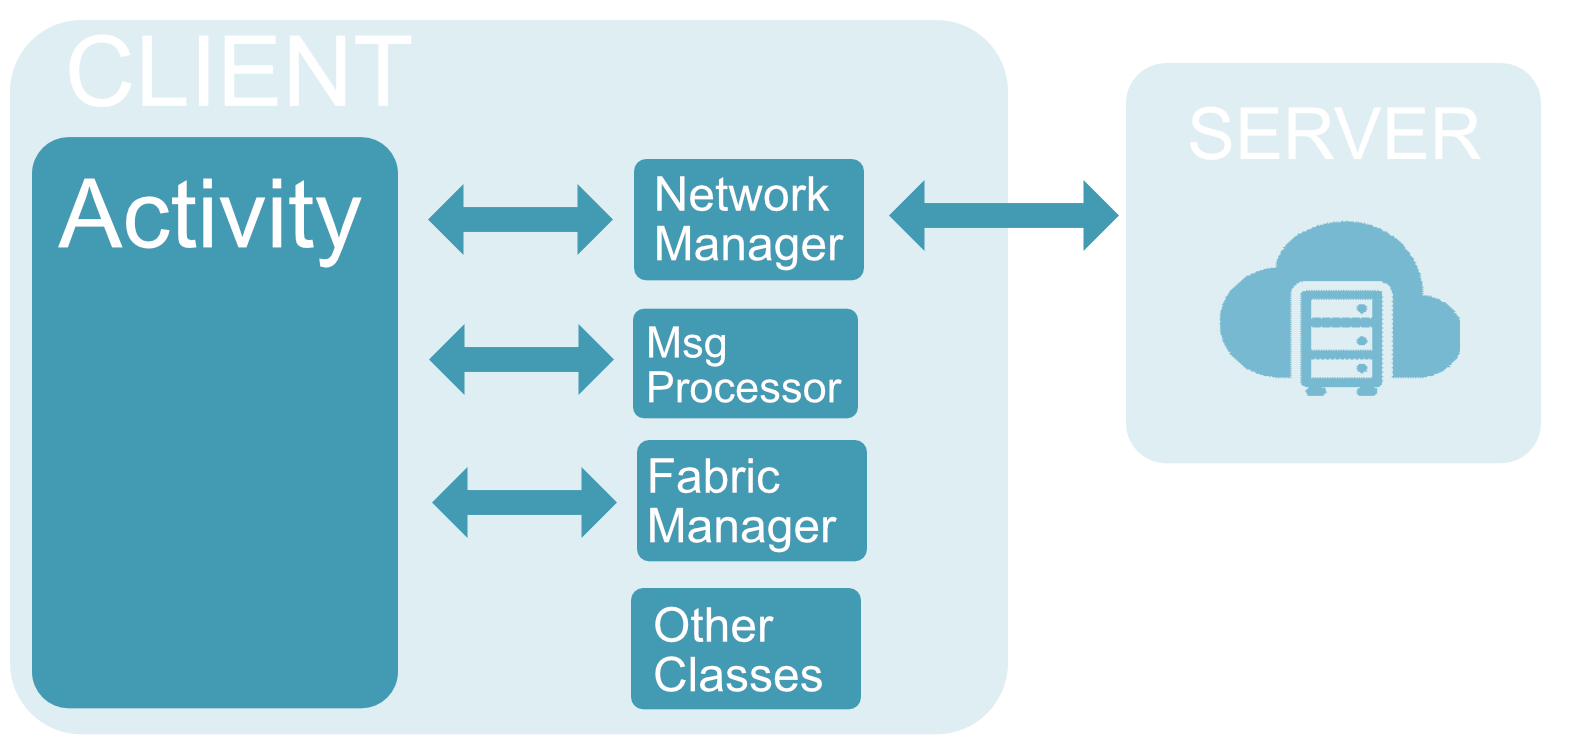 CLIENT
Activity
Network
Manager
Msg
Processor
Fabric
Manager
Other
Classes
SERVER